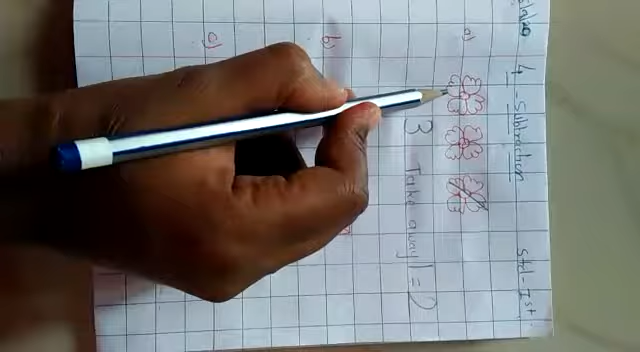 4 - Subtraction Std - Ist
a)
3 Take away 1 = 2
b)
c)